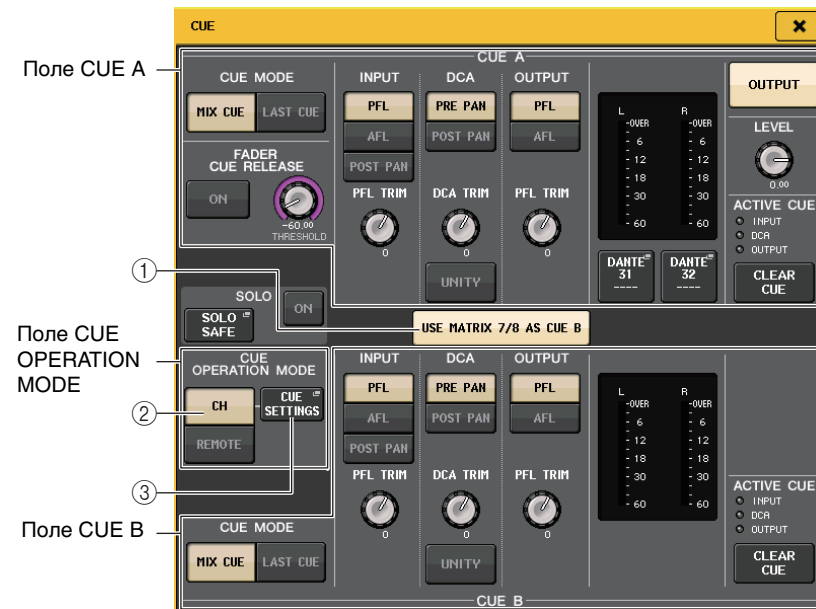 CUE
Поле CUE A
CUE A
CUE MODE
MIX CUE LAST CUE
FADER
CUE RELEASE
ON
-60.00
THRESHOLD
INPUT
PFL
AFL
POST PAN
PFL TRIM
0
DCA
PRE PAN
POST PAN
DCA TRIM
0
UNITY
OUTPUT
PFL
AFL
PFL TRIM
0
L R
OVER OVER
6 6
12 12
18 18
30 30
60 60
DANTE
31
----
DANTE
32
----
OUTPUT
LEVEL
0.00
ACTIVE CUE
INPUT
DCA
OUTPUT
CLEAR
CUE
①
SOLO
SOLO
SAFE
ON
USE MATRIX 7/8 AS CUE B
Поле CUE
OPERATION
MODE
CUE
OPERATION MODE
CH
CUE
SETTINGS
REMOTE
②
③
Поле CUE B
CUE MODE
MIX CUE LAST CUE
INPUT
PFL
AFL
POST PAN
PFL TRIM
0
DCA
PRE PAN
POST PAN
DCA TRIM
0
UNITY
OUTPUT
PFL
AFL
PFL TRIM
0
L R
OVER OVER
6 6
12 12
18 18
30 30
60 60
ACTIVE CUE
INPUT
DCA
OUTPUT
CLEAR
CUE
CUE B